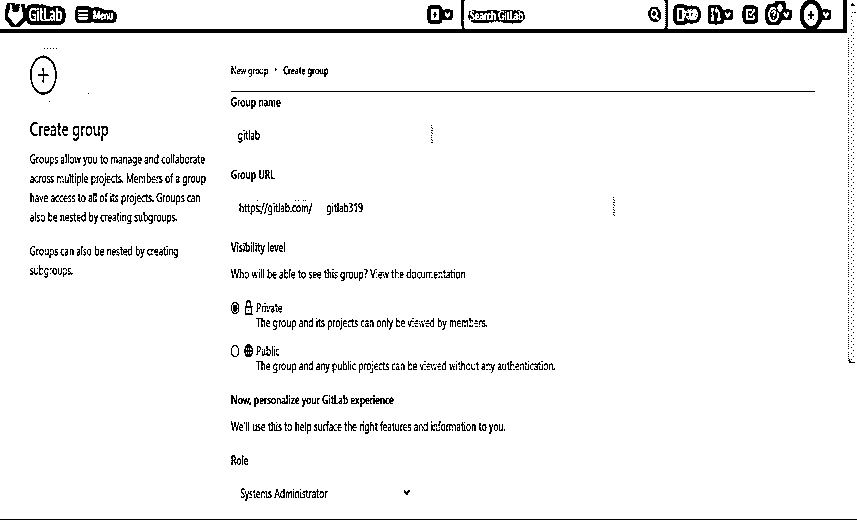 GitLab Menu Search GitLab
New group › Create group
Create group
Groups allow you to manage and collaborate
across multiple projects. Members of a group
have access to all of its projects. Groups can
also be nested by creating subgroups.
Groups can also be nested by creating
subgroups.
Group name
gitlab
Group URL
https://gitlab.com/ gitlab319
Visibility level
Who will be able to see this group? View the documentation
Private
The group and its projects can only be viewed by members.
Public
The group and any public projects can be viewed without any authentication.
Now, personalize your GitLab experience
We'll use this to help surface the right features and information to you.
Role
Systems Administrator